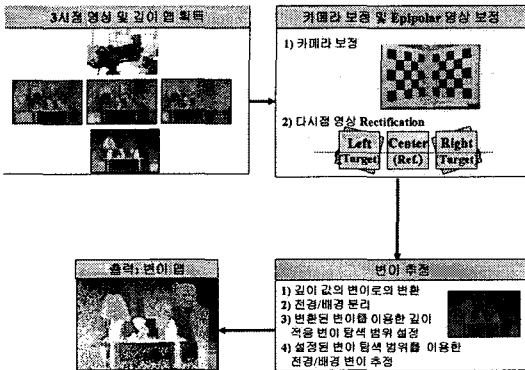 3시점 영상 및 깊이 맵 획득
카메라 보정 및 Epipolar 영상 보정
1) 카메라 보정
2) 다시점 영상 Rectification
Left
Target
Center
(Ref.)
Right
Target
변이 추정
1) 깊이 값의 변이로의 변환
2) 전경/배경 분리
3) 변환된 변이를 이용한 깊이
적응 변이 탐색 범위 설정
4) 설정된 변이 탐색 범위를 이용한
전경/배경 변이 추정
출력: 변이 맵